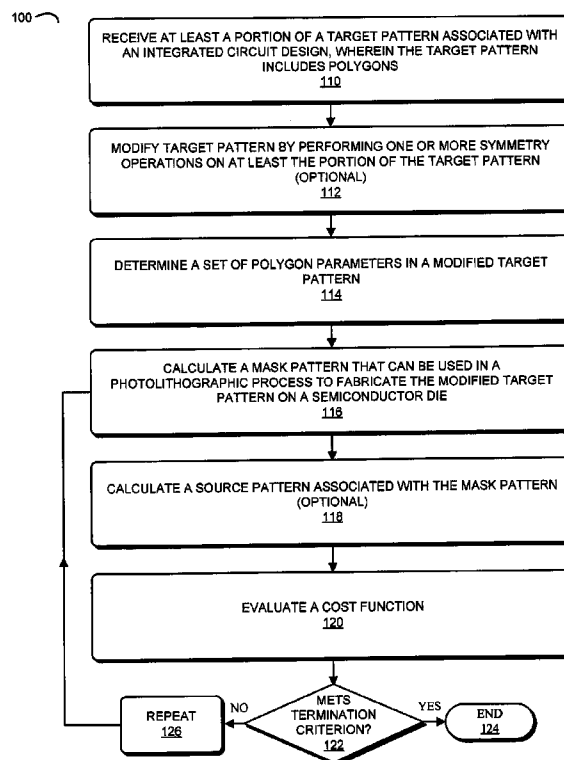 100
RECEIVE AT LEAST A PORTION OF A TARGET PATTERN ASSOCIATED WITH
AN INTEGRATED CIRCUIT DESIGN, WHEREIN THE TARGET PATTERN
INCLUDES POLYGONS
110
MODIFY TARGET PATTERN BY PERFORMING ONE OR MORE SYMMETRY
OPERATIONS ON AT LEAST THE PORTION OF THE TARGET PATTERN
(OPTIONAL)
112
DETERMINE A SET OF POLYGON PARAMETERS IN A MODIFIED TARGET
PATTERN
114
CALCULATE A MASK PATTERN THAT CAN BE USED IN A
PHOTOLITHOGRAPHIC PROCESS TO FABRICATE THE MODIFIED TARGET
PATTERN ON A SEMICONDUCTOR DIE
116
CALCULATE A SOURCE PATTERN ASSOCIATED WITH THE MASK PATTERN
(OPTIONAL)
118
EVALUATE A COST FUNCTION
120
METS
TERMINATION
CRITERION?
122
NO
REPEAT
126
YES
END
124